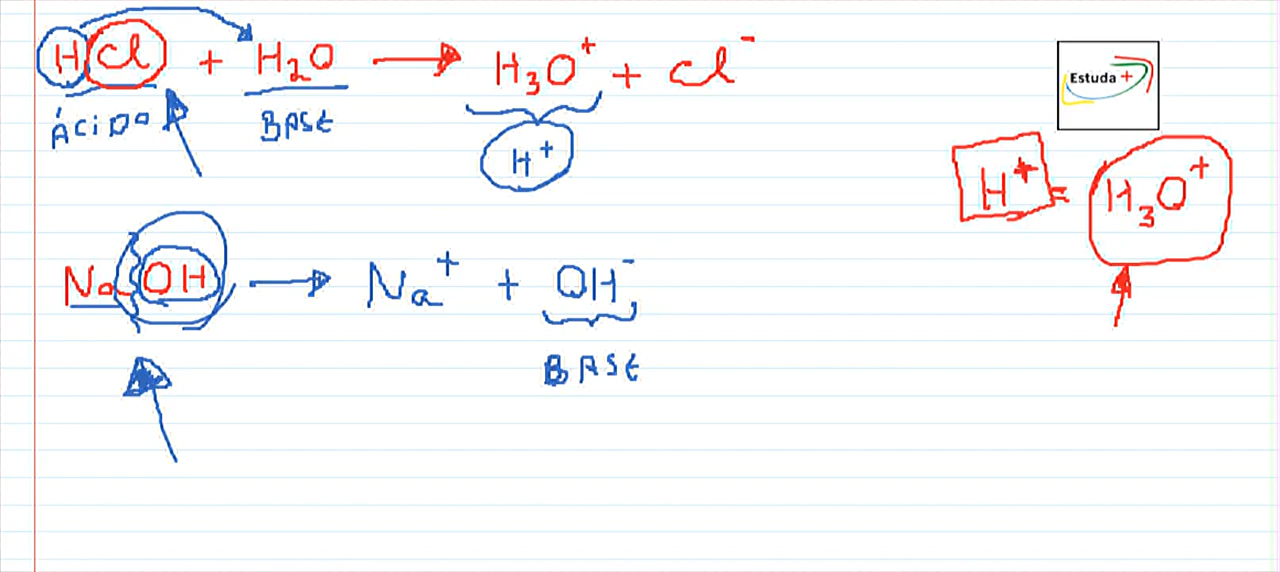 HCl + H₂O → H₃O⁺ + Cl⁻
ÁCIDO BASE
H⁺
Estuda +
H⁺ = H₃O⁺
NaOH → Na⁺ + OH⁻
BASE